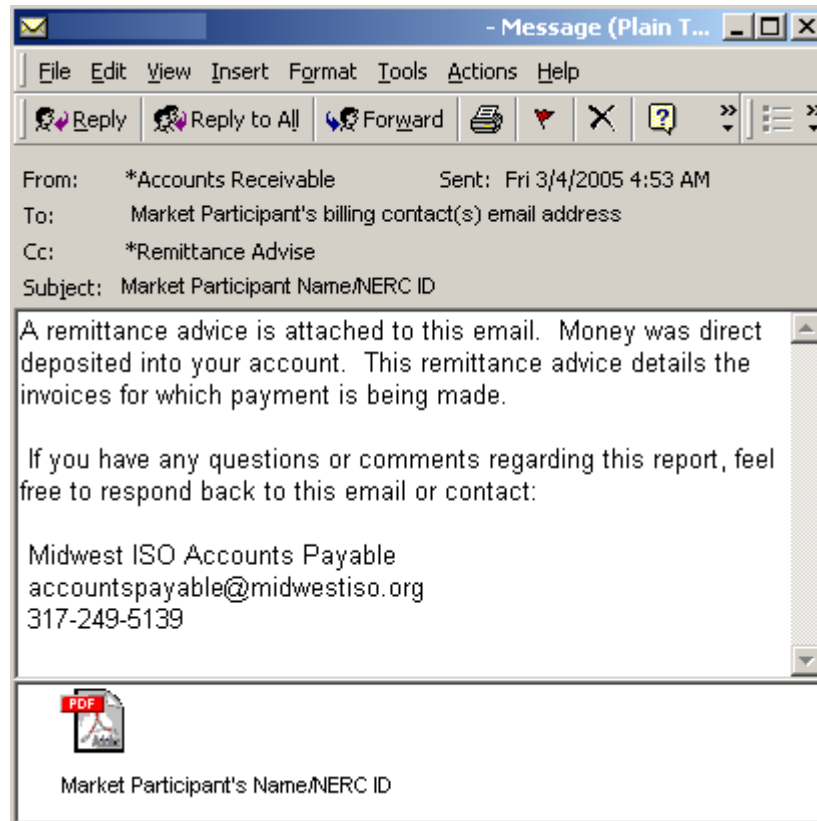 - Message (Plain T...
File Edit View Insert Format Tools Actions Help
Reply Reply to All Forward
From: *Accounts Receivable Sent: Fri 3/4/2005 4:53 AM
To: Market Participant's billing contact(s) email address
Cc: *Remittance Advise
Subject: Market Participant Name/NERC ID
A remittance advice is attached to this email. Money was direct
deposited into your account. This remittance advice details the
invoices for which payment is being made.
If you have any questions or comments regarding this report, feel
free to respond back to this email or contact:
Midwest ISO Accounts Payable
accountspayable@midwestiso.org
317-249-5139
PDF
Adobe
Market Participant's Name/NERC ID